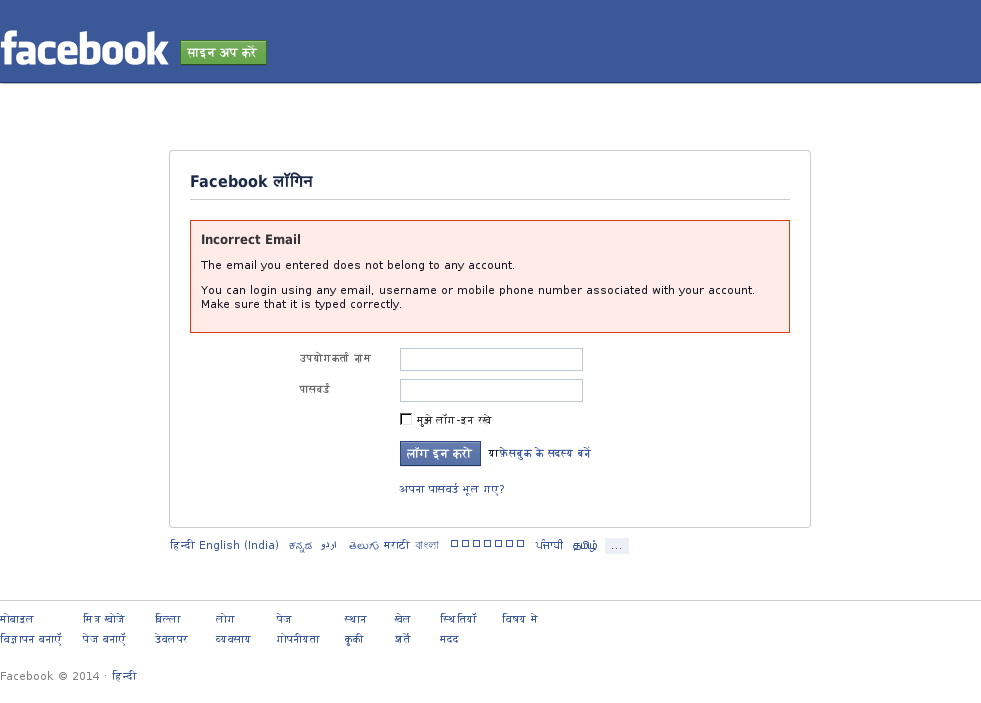 facebook साइन अप करें
Facebook लॉगिन
Incorrect Email
The email you entered does not belong to any account.
You can login using any email, username or mobile phone number associated with your account.
Make sure that it is typed correctly.
उपयोगकर्ता नाम
पासवर्ड
मुझे लॉग-इन रखें
लॉग इन करो याफ़ेसबुक के सदस्य बनें
अपना पासवर्ड भूल गए?
हिन्दी English (India) ಕನ್ನಡ اردو తెలుగు मराठी বাংলা ਪੰਜਾਬੀ தமிழ் ...
मोबाइल मित्र खोजें बिल्ला लोग पेज स्थान खेल स्थितियाँ विषय में
विज्ञापन बनाएँ पेज बनाएँ डेवलपर व्यवसाय गोपनीयता कुकी शर्तें मदद
Facebook © 2014 · हिन्दी